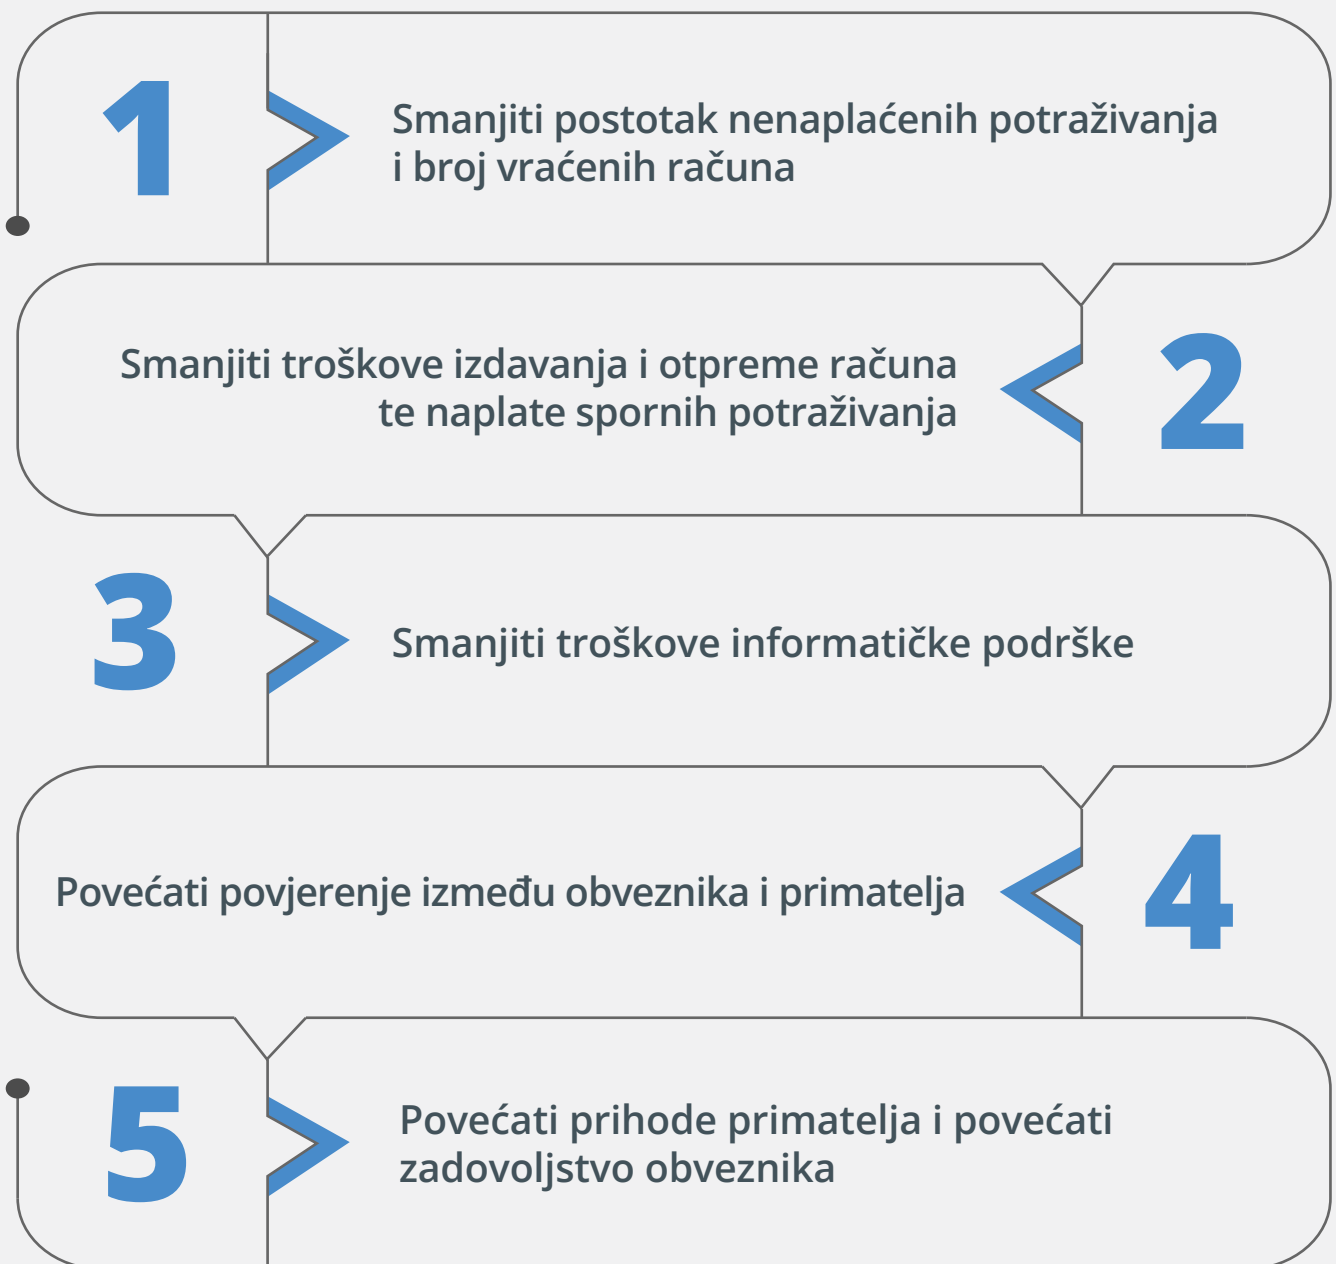 1
Smanjiti postotak nenaplaćenih potraživanja
i broj vraćenih računa
Smanjiti troškove izdavanja i otpreme računa
te naplate spornih potraživanja
2
3
Smanjiti troškove informatičke podrške
Povećati povjerenje između obveznika i primatelja
4
5
Povećati prihode primatelja i povećati
zadovoljstvo obveznika